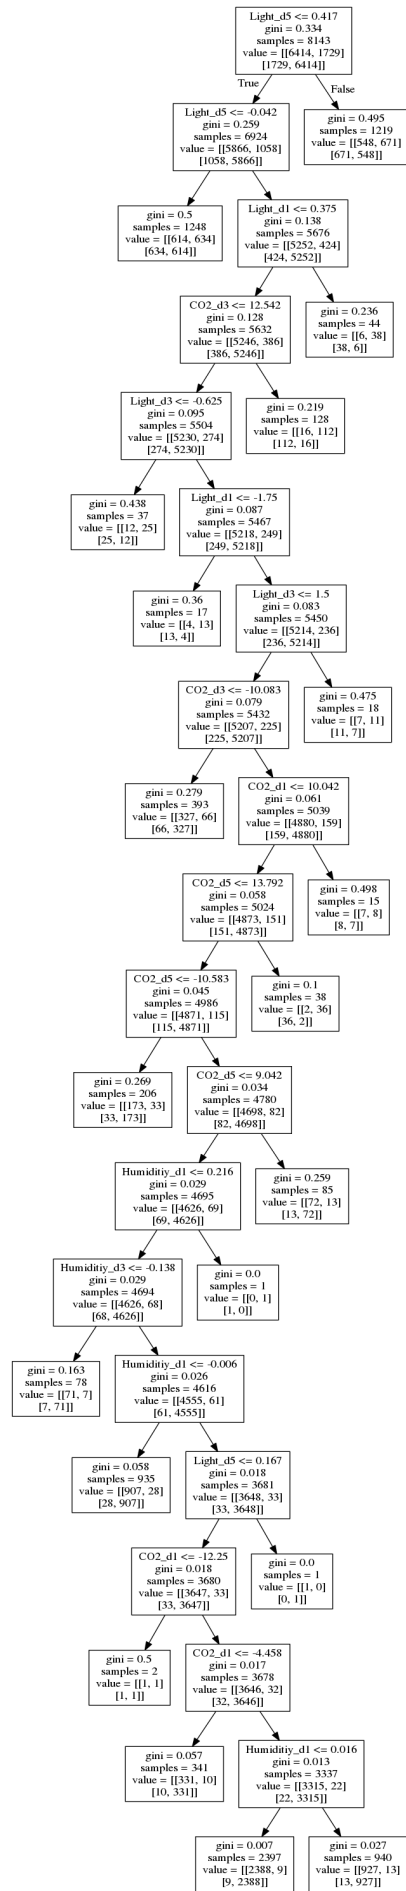 Light_d5 <= 0.417
gini = 0.334
samples = 8143
value = [[6414, 1729]
[1729, 6414]]
True
False
Light_d5 <= -0.042
gini = 0.259
samples = 6924
value = [[5866, 1058]
[1058, 5866]]
gini = 0.495
samples = 1219
value = [[548, 671]
[671, 548]]
gini = 0.5
samples = 1248
value = [[614, 634]
[634, 614]]
Light_d1 <= 0.375
gini = 0.138
samples = 5676
value = [[5252, 424]
[424, 5252]]
CO2_d3 <= 12.542
gini = 0.128
samples = 5632
value = [[5246, 386]
[386, 5246]]
gini = 0.236
samples = 44
value = [[6, 38]
[38, 6]]
Light_d3 <= -0.625
gini = 0.095
samples = 5504
value = [[5230, 274]
[274, 5230]]
gini = 0.219
samples = 128
value = [[16, 112]
[112, 16]]
gini = 0.438
samples = 37
value = [[12, 25]
[25, 12]]
Light_d1 <= -1.75
gini = 0.087
samples = 5467
value = [[5218, 249]
[249, 5218]]
gini = 0.36
samples = 17
value = [[4, 13]
[13, 4]]
Light_d3 <= 1.5
gini = 0.083
samples = 5450
value = [[5214, 236]
[236, 5214]]
CO2_d3 <= -10.083
gini = 0.079
samples = 5432
value = [[5207, 225]
[225, 5207]]
gini = 0.475
samples = 18
value = [[7, 11]
[11, 7]]
gini = 0.279
samples = 393
value = [[327, 66]
[66, 327]]
CO2_d1 <= 10.042
gini = 0.061
samples = 5039
value = [[4880, 159]
[159, 4880]]
CO2_d5 <= 13.792
gini = 0.058
samples = 5024
value = [[4873, 151]
[151, 4873]]
gini = 0.498
samples = 15
value = [[7, 8]
[8, 7]]
CO2_d5 <= -10.583
gini = 0.045
samples = 4986
value = [[4871, 115]
[115, 4871]]
gini = 0.1
samples = 38
value = [[2, 36]
[36, 2]]
gini = 0.269
samples = 206
value = [[173, 33]
[33, 173]]
CO2_d5 <= 9.042
gini = 0.034
samples = 4780
value = [[4698, 82]
[82, 4698]]
Humiditiy_d1 <= 0.216
gini = 0.029
samples = 4695
value = [[4626, 69]
[69, 4626]]
gini = 0.259
samples = 85
value = [[72, 13]
[13, 72]]
Humiditiy_d3 <= -0.138
gini = 0.029
samples = 4694
value = [[4626, 68]
[68, 4626]]
gini = 0.0
samples = 1
value = [[0, 1]
[1, 0]]
gini = 0.163
samples = 78
value = [[71, 7]
[7, 71]]
Humiditiy_d1 <= -0.006
gini = 0.026
samples = 4616
value = [[4555, 61]
[61, 4555]]
gini = 0.058
samples = 935
value = [[907, 28]
[28, 907]]
Light_d5 <= 0.167
gini = 0.018
samples = 3681
value = [[3648, 33]
[33, 3648]]
CO2_d1 <= -12.25
gini = 0.018
samples = 3680
value = [[3647, 33]
[33, 3647]]
gini = 0.0
samples = 1
value = [[1, 0]
[0, 1]]
gini = 0.5
samples = 2
value = [[1, 1]
[1, 1]]
CO2_d1 <= -4.458
gini = 0.017
samples = 3678
value = [[3646, 32]
[32, 3646]]
gini = 0.057
samples = 341
value = [[331, 10]
[10, 331]]
Humiditiy_d1 <= 0.016
gini = 0.013
samples = 3337
value = [[3315, 22]
[22, 3315]]
gini = 0.007
samples = 2397
value = [[2388, 9]
[9, 2388]]
gini = 0.027
samples = 940
value = [[927, 13]
[13, 927]]